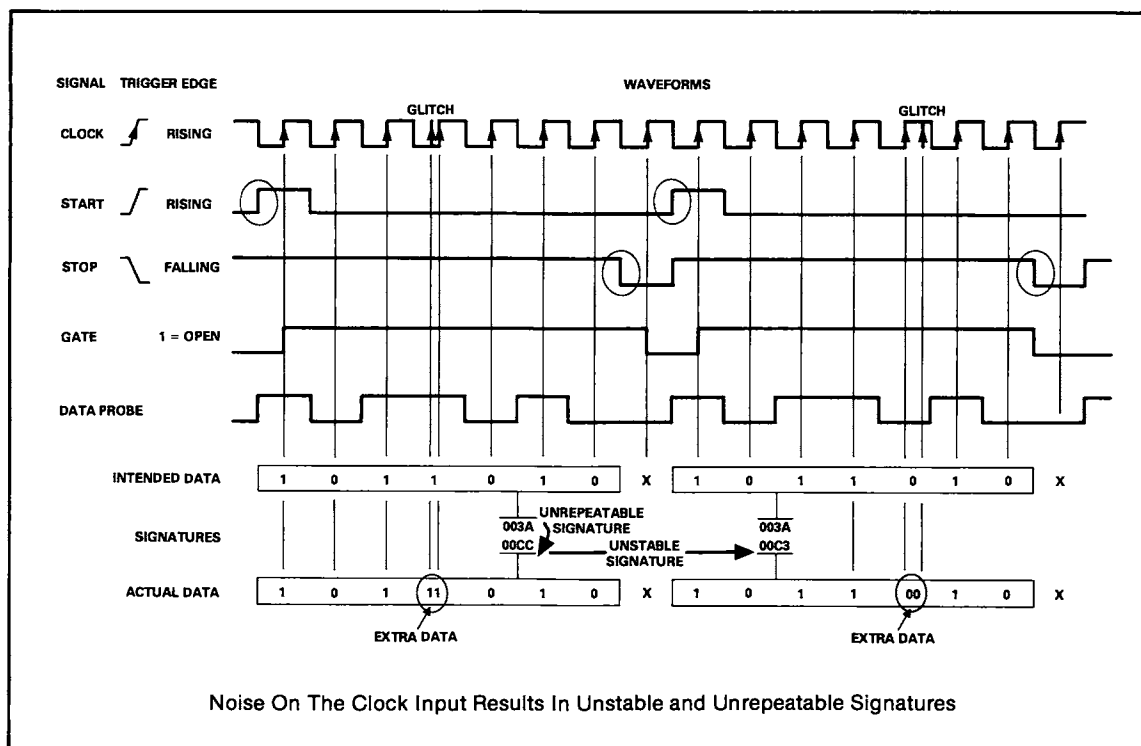 SIGNAL TRIGGER EDGE WAVEFORMS
GLITCH GLITCH
CLOCK RISING
START RISING
STOP FALLING
GATE 1 = OPEN
DATA PROBE
INTENDED DATA 1 0 1 1 0 1 0 X 1 0 1 1 0 1 0 X
SIGNATURES
003A UNREPEATABLE SIGNATURE 003A
00CC UNSTABLE SIGNATURE 00C3
ACTUAL DATA 1 0 1 11 0 1 0 X 1 0 1 1 00 1 0 X
EXTRA DATA EXTRA DATA
Noise On The Clock Input Results In Unstable and Unrepeatable Signatures